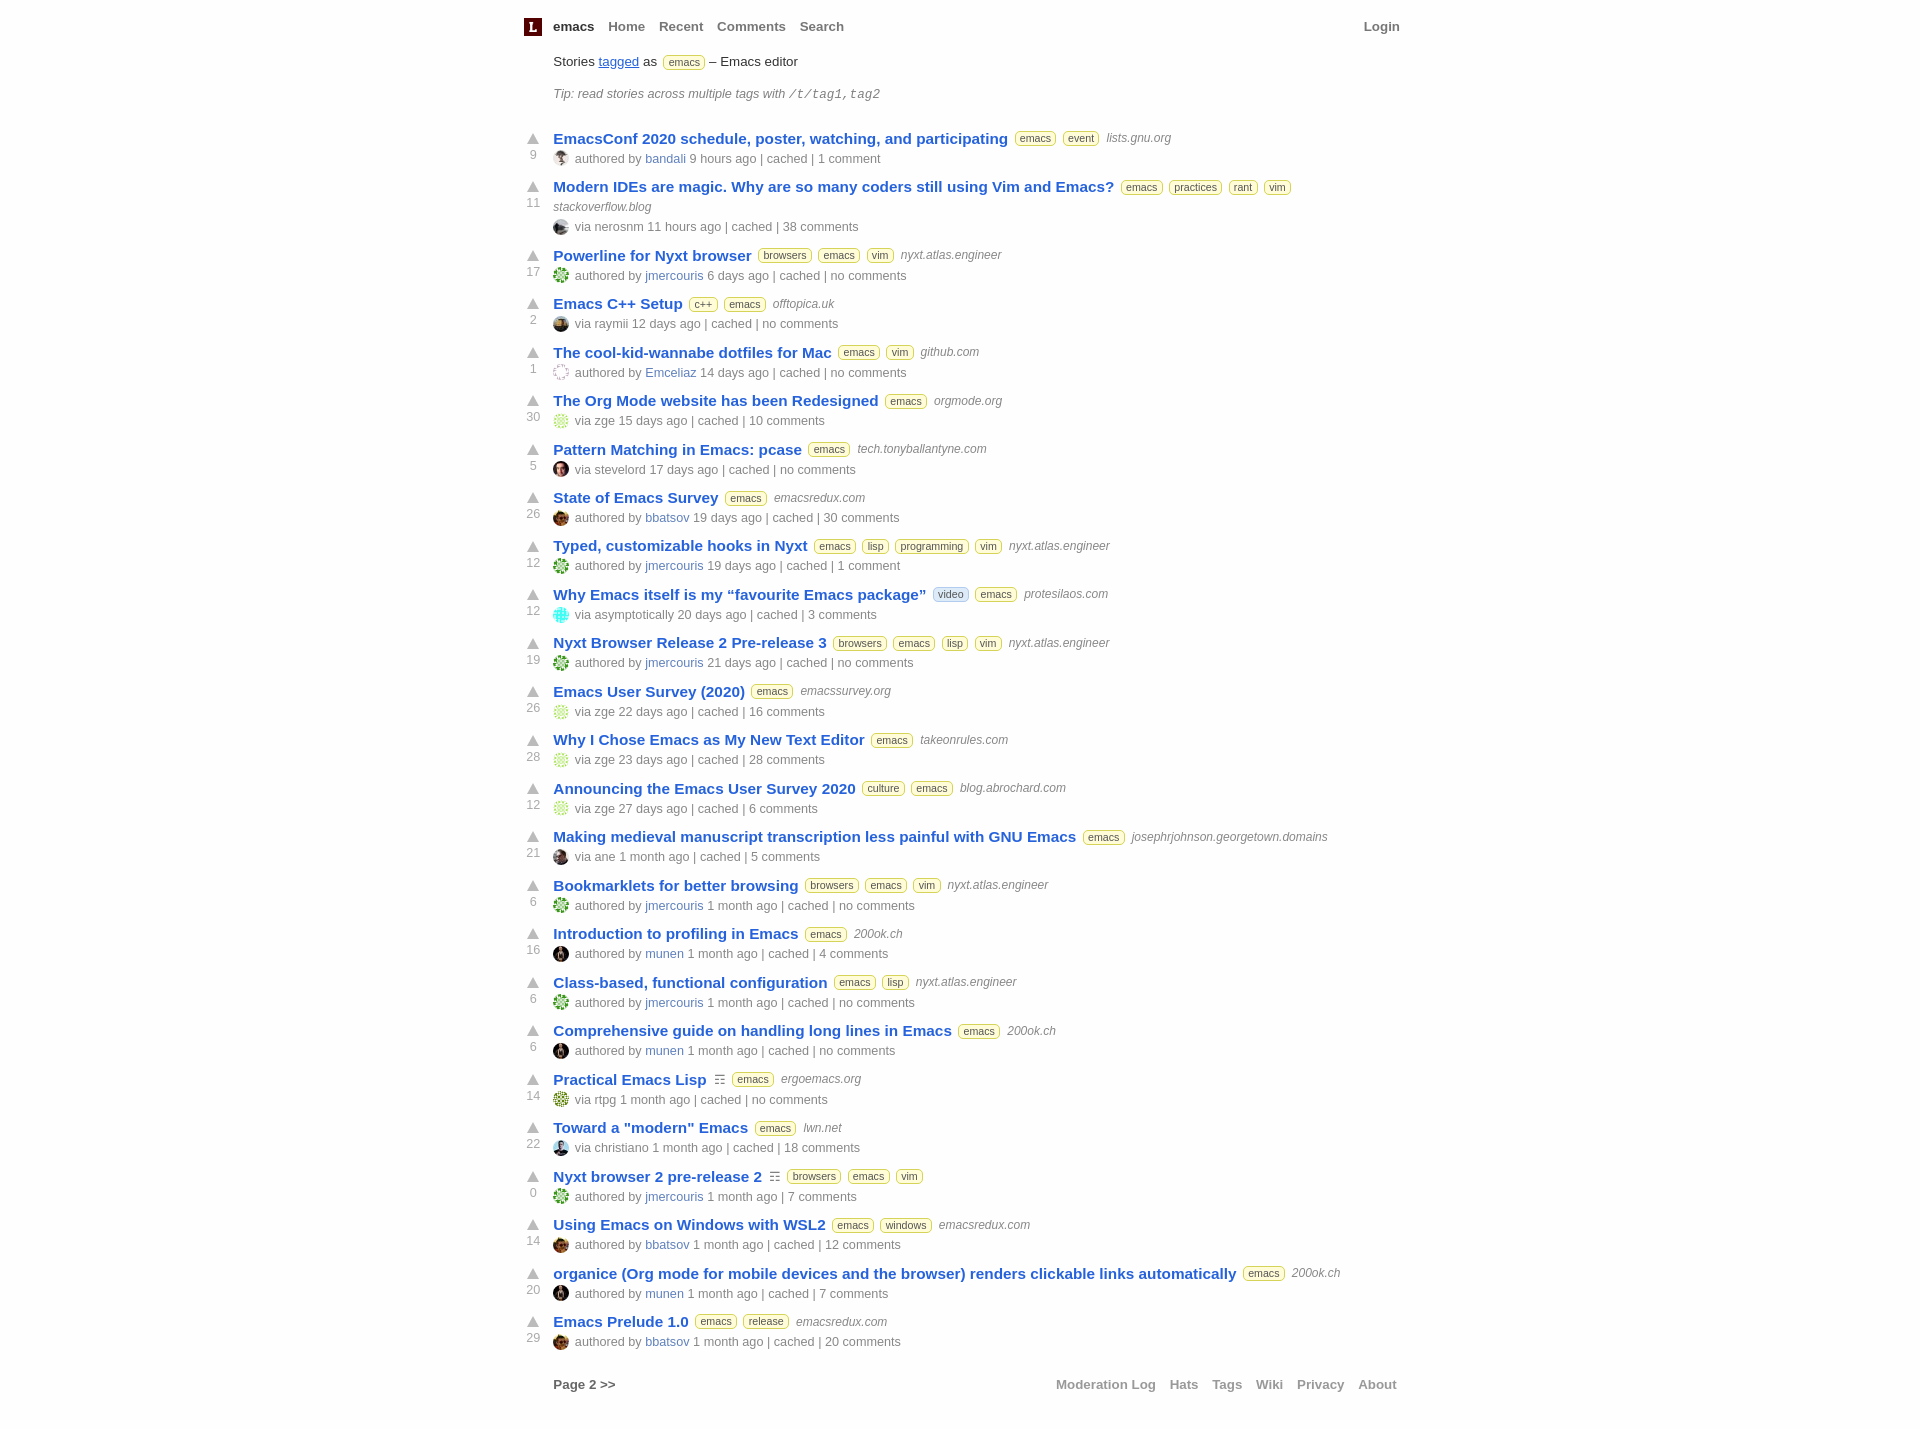 L emacs Home Recent Comments Search Login
Stories tagged as emacs – Emacs editor
Tip: read stories across multiple tags with /t/tag1,tag2
EmacsConf 2020 schedule, poster, watching, and participating emacs event lists.gnu.org
9 authored by bandali 9 hours ago | cached | 1 comment
Modern IDEs are magic. Why are so many coders still using Vim and Emacs? emacs practices rant vim
11 stackoverflow.blog
via nerosnm 11 hours ago | cached | 38 comments
Powerline for Nyxt browser browsers emacs vim nyxt.atlas.engineer
17 authored by jmercouris 6 days ago | cached | no comments
Emacs C++ Setup c++ emacs offtopica.uk
2 via raymii 12 days ago | cached | no comments
The cool-kid-wannabe dotfiles for Mac emacs vim github.com
1 authored by Emceliaz 14 days ago | cached | no comments
The Org Mode website has been Redesigned emacs orgmode.org
30 via zge 15 days ago | cached | 10 comments
Pattern Matching in Emacs: pcase emacs tech.tonyballantyne.com
5 via stevelord 17 days ago | cached | no comments
State of Emacs Survey emacs emacsredux.com
26 authored by bbatsov 19 days ago | cached | 30 comments
Typed, customizable hooks in Nyxt emacs lisp programming vim nyxt.atlas.engineer
12 authored by jmercouris 19 days ago | cached | 1 comment
Why Emacs itself is my “favourite Emacs package” video emacs protesilaos.com
12 via asymptotically 20 days ago | cached | 3 comments
Nyxt Browser Release 2 Pre-release 3 browsers emacs lisp vim nyxt.atlas.engineer
19 authored by jmercouris 21 days ago | cached | no comments
Emacs User Survey (2020) emacs emacssurvey.org
26 via zge 22 days ago | cached | 16 comments
Why I Chose Emacs as My New Text Editor emacs takeonrules.com
28 via zge 23 days ago | cached | 28 comments
Announcing the Emacs User Survey 2020 culture emacs blog.abrochard.com
12 via zge 27 days ago | cached | 6 comments
Making medieval manuscript transcription less painful with GNU Emacs emacs josephrjohnson.georgetown.domains
21 via ane 1 month ago | cached | 5 comments
Bookmarklets for better browsing browsers emacs vim nyxt.atlas.engineer
6 authored by jmercouris 1 month ago | cached | no comments
Introduction to profiling in Emacs emacs 200ok.ch
16 authored by munen 1 month ago | cached | 4 comments
Class-based, functional configuration emacs lisp nyxt.atlas.engineer
6 authored by jmercouris 1 month ago | cached | no comments
Comprehensive guide on handling long lines in Emacs emacs 200ok.ch
6 authored by munen 1 month ago | cached | no comments
Practical Emacs Lisp ☶ emacs ergoemacs.org
14 via rtpg 1 month ago | cached | no comments
Toward a "modern" Emacs emacs lwn.net
22 via christiano 1 month ago | cached | 18 comments
Nyxt browser 2 pre-release 2 ☶ browsers emacs vim
0 authored by jmercouris 1 month ago | 7 comments
Using Emacs on Windows with WSL2 emacs windows emacsredux.com
14 authored by bbatsov 1 month ago | cached | 12 comments
organice (Org mode for mobile devices and the browser) renders clickable links automatically emacs 200ok.ch
20 authored by munen 1 month ago | cached | 7 comments
Emacs Prelude 1.0 emacs release emacsredux.com
29 authored by bbatsov 1 month ago | cached | 20 comments
Page 2 >> Moderation Log Hats Tags Wiki Privacy About